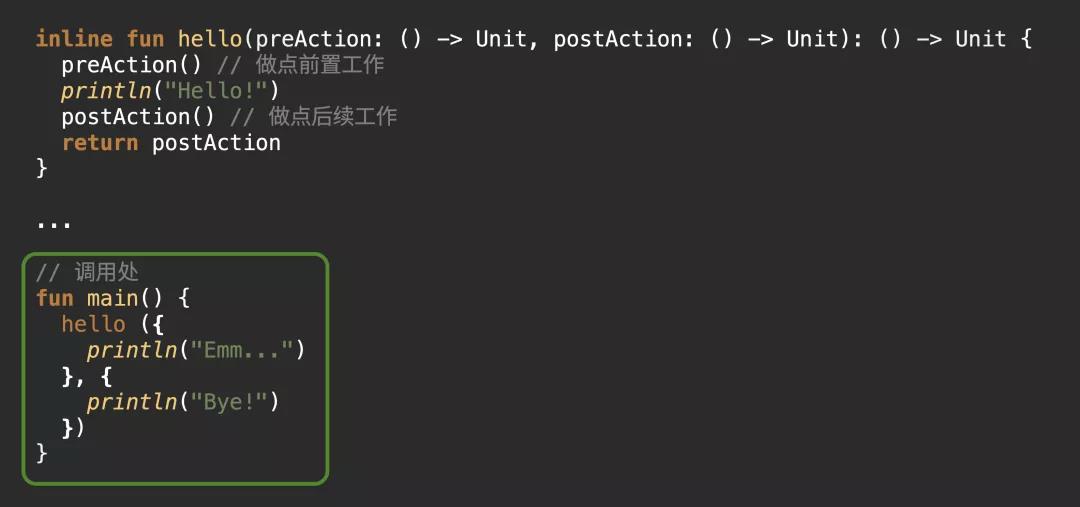 inline fun hello(preAction: () -> Unit, postAction: () -> Unit): () -> Unit {
  preAction() // 做点前置工作
  println("Hello!")
  postAction() // 做点后续工作
  return postAction
}
...
// 调用处
fun main() {
  hello ({
    println("Emm...")
  }, {
    println("Bye!")
  })
}